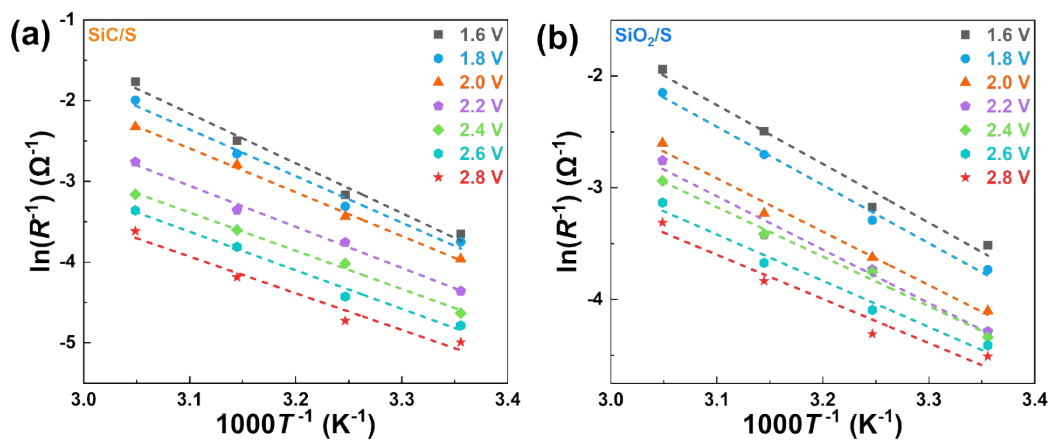 (a)
SiC/S
1.6 V
1.8 V
2.0 V
2.2 V
2.4 V
2.6 V
2.8 V
-1
-2
-3
-4
-5
ln(R⁻¹) (Ω⁻¹)
3.0 3.1 3.2 3.3 3.4
1000T⁻¹ (K⁻¹)
(b)
SiO₂/S
1.6 V
1.8 V
2.0 V
2.2 V
2.4 V
2.6 V
2.8 V
-2
-3
-4
ln(R⁻¹) (Ω⁻¹)
3.0 3.1 3.2 3.3 3.4
1000T⁻¹ (K⁻¹)